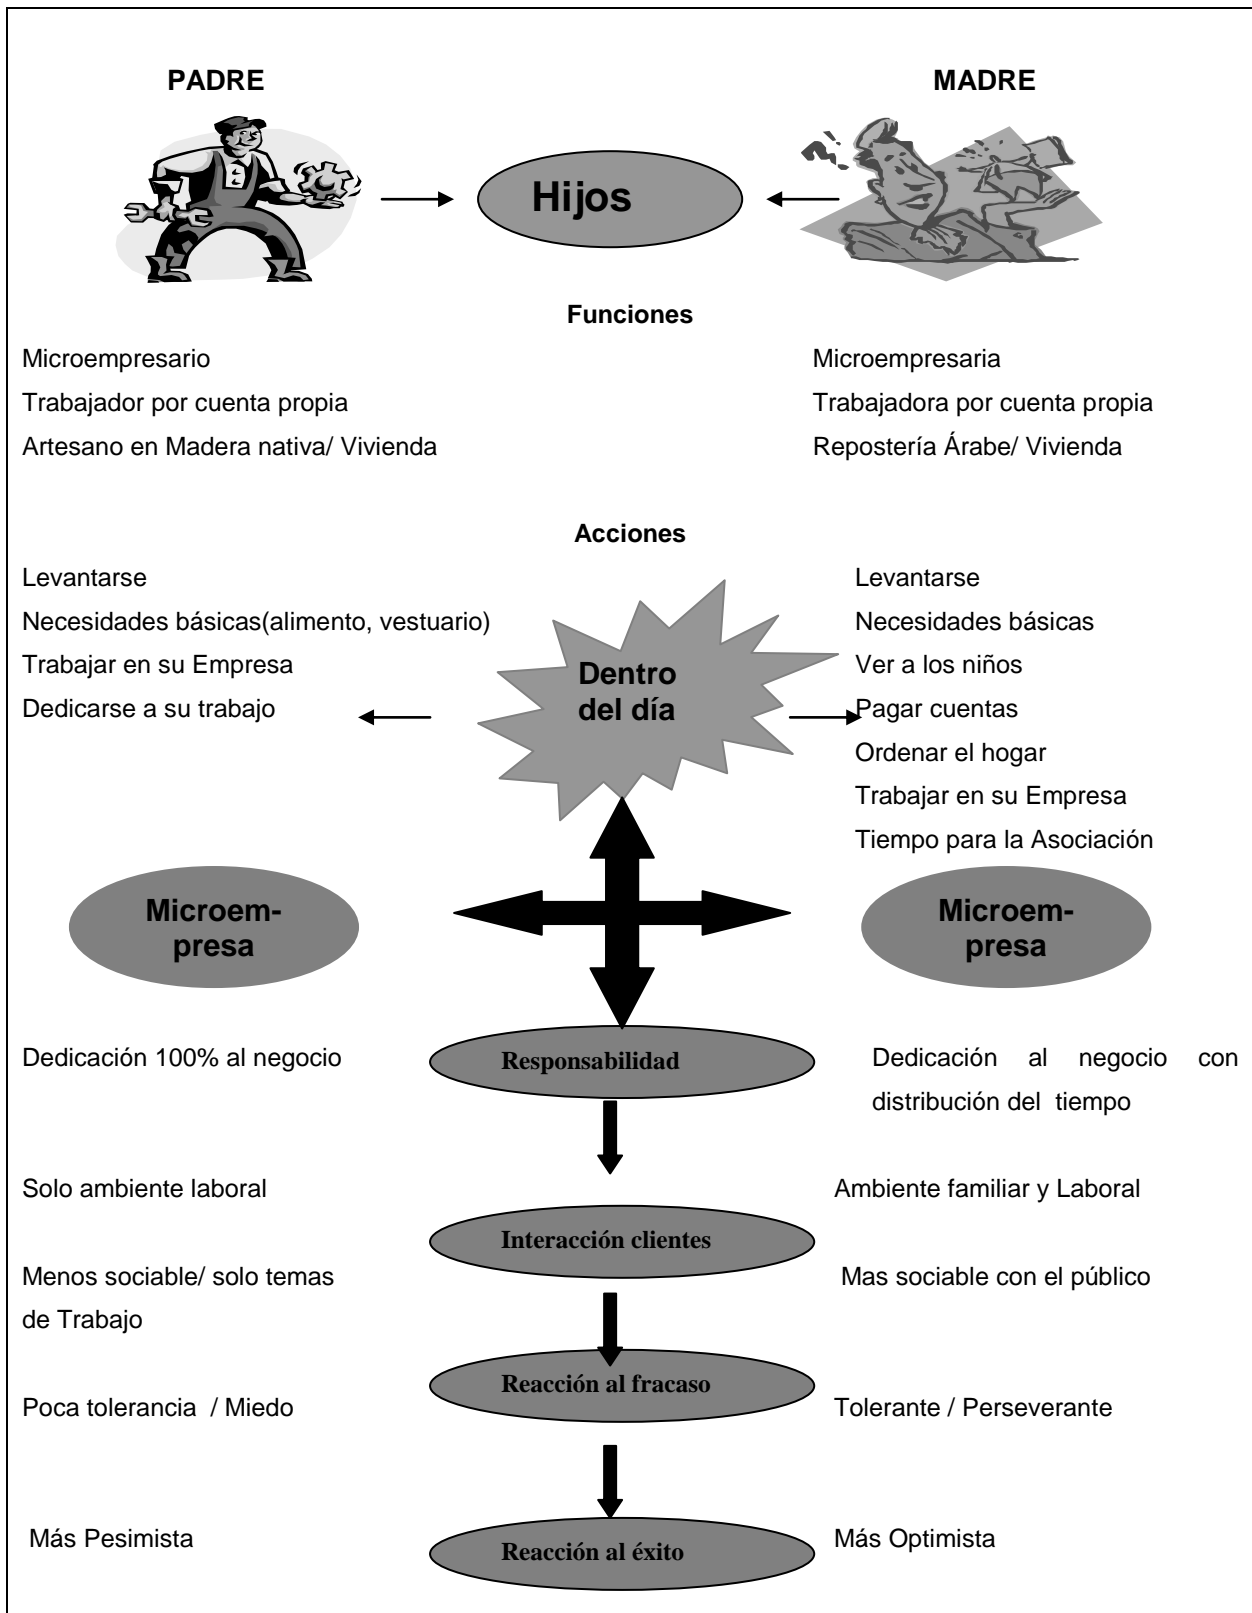 PADRE
MADRE
Hijos
Funciones
Microempresario
Trabajador por cuenta propia
Artesano en Madera nativa/ Vivienda
Microempresaria
Trabajadora por cuenta propia
Repostería Árabe/ Vivienda
Acciones
Levantarse
Necesidades básicas(alimento, vestuario)
Trabajar en su Empresa
Dedicarse a su trabajo
Dentro
del día
Levantarse
Necesidades básicas
Ver a los niños
Pagar cuentas
Ordenar el hogar
Trabajar en su Empresa
Tiempo para la Asociación
Microem-
presa
Microem-
presa
Dedicación 100% al negocio
Responsabilidad
Dedicación al negocio con
distribución del tiempo
Solo ambiente laboral
Ambiente familiar y Laboral
Interacción clientes
Menos sociable/ solo temas
de Trabajo
Mas sociable con el público
Reacción al fracaso
Poca tolerancia / Miedo
Tolerante / Perseverante
Más Pesimista
Reacción al éxito
Más Optimista